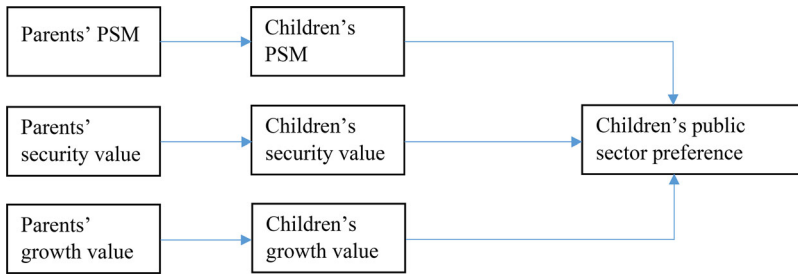 Parents’ PSM
Children’s
PSM
Parents’
security value
Children’s
security value
Children’s public
sector preference
Parents’
growth value
Children’s
growth value